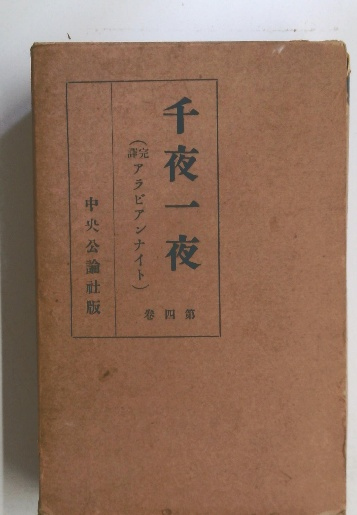 千夜一夜
(完譯アラビアンナイト)
第四卷
中央公論社版